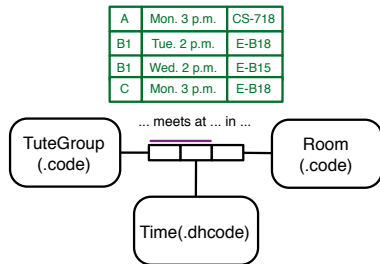 A Mon. 3 p.m. CS-718
B1 Tue. 2 p.m. E-B18
B1 Wed. 2 p.m. E-B15
C Mon. 3 p.m. E-B18
... meets at ... in ...
TuteGroup
(.code)
Room
(.code)
Time(.dhcode)